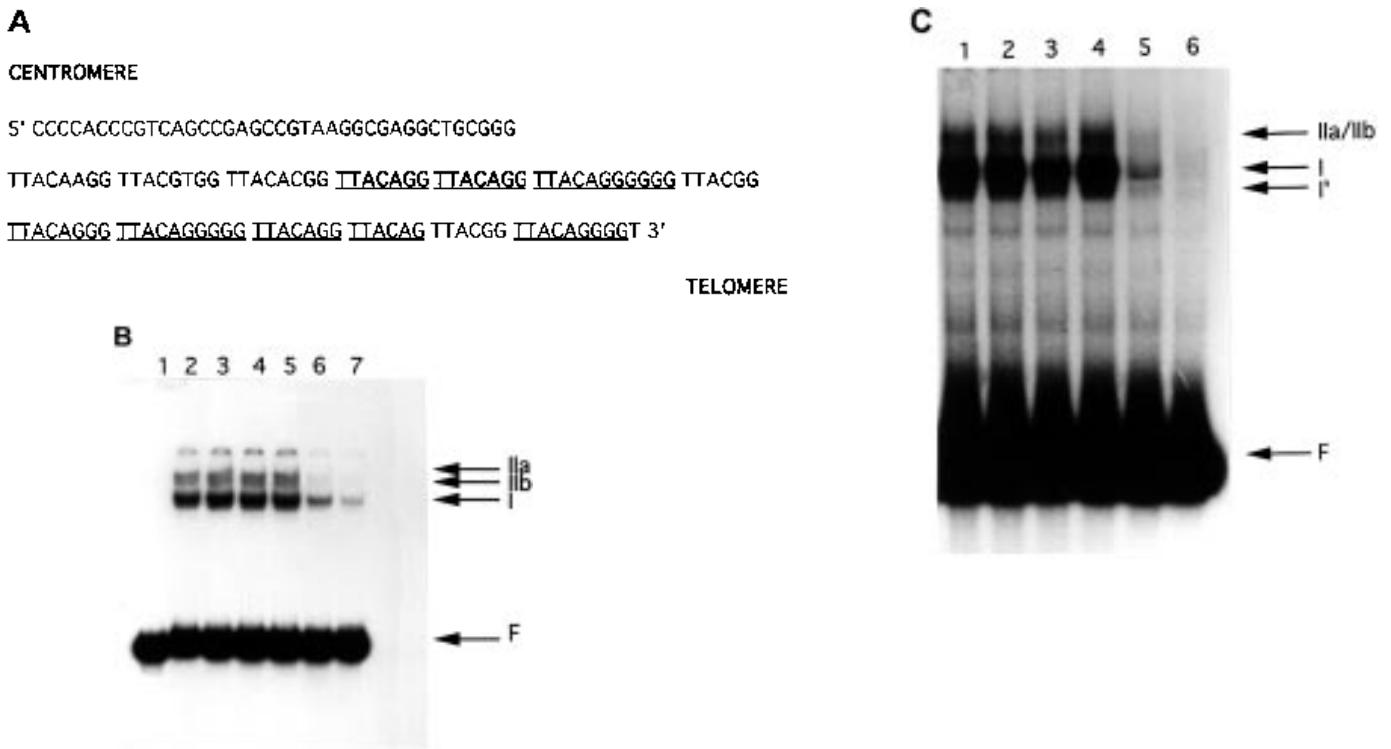 A
CENTROMERE
5' CCCCACCCGTCAGCCGAGCCGTAAGGCGAGGCTGCGGG
TTACAAGG TTACGTGG TTACACGG TTACAGG TTACAGG TTACAGGGGGG TTACGG
TTACAGGG TTACAGGGGG TTACAGG TTACAG TTACGG TTACAGGGGT 3'
TELOMERE
B
1 2 3 4 5 6 7
IIa
IIb
I
F
C
1 2 3 4 5 6
IIa/IIb
I
I'
F